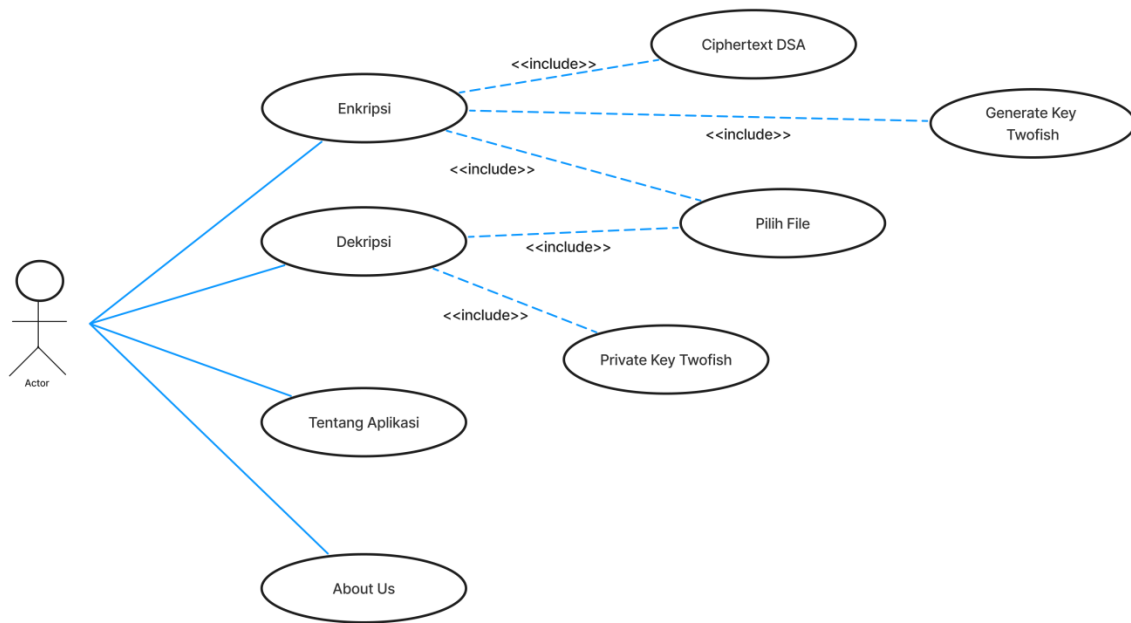 Ciphertext DSA
<<include>>
Enkripsi
Generate Key
Twofish
<<include>>
<<include>>
Pilih File
Dekripsi
<<include>>
<<include>>
Private Key Twofish
Actor
Tentang Aplikasi
About Us